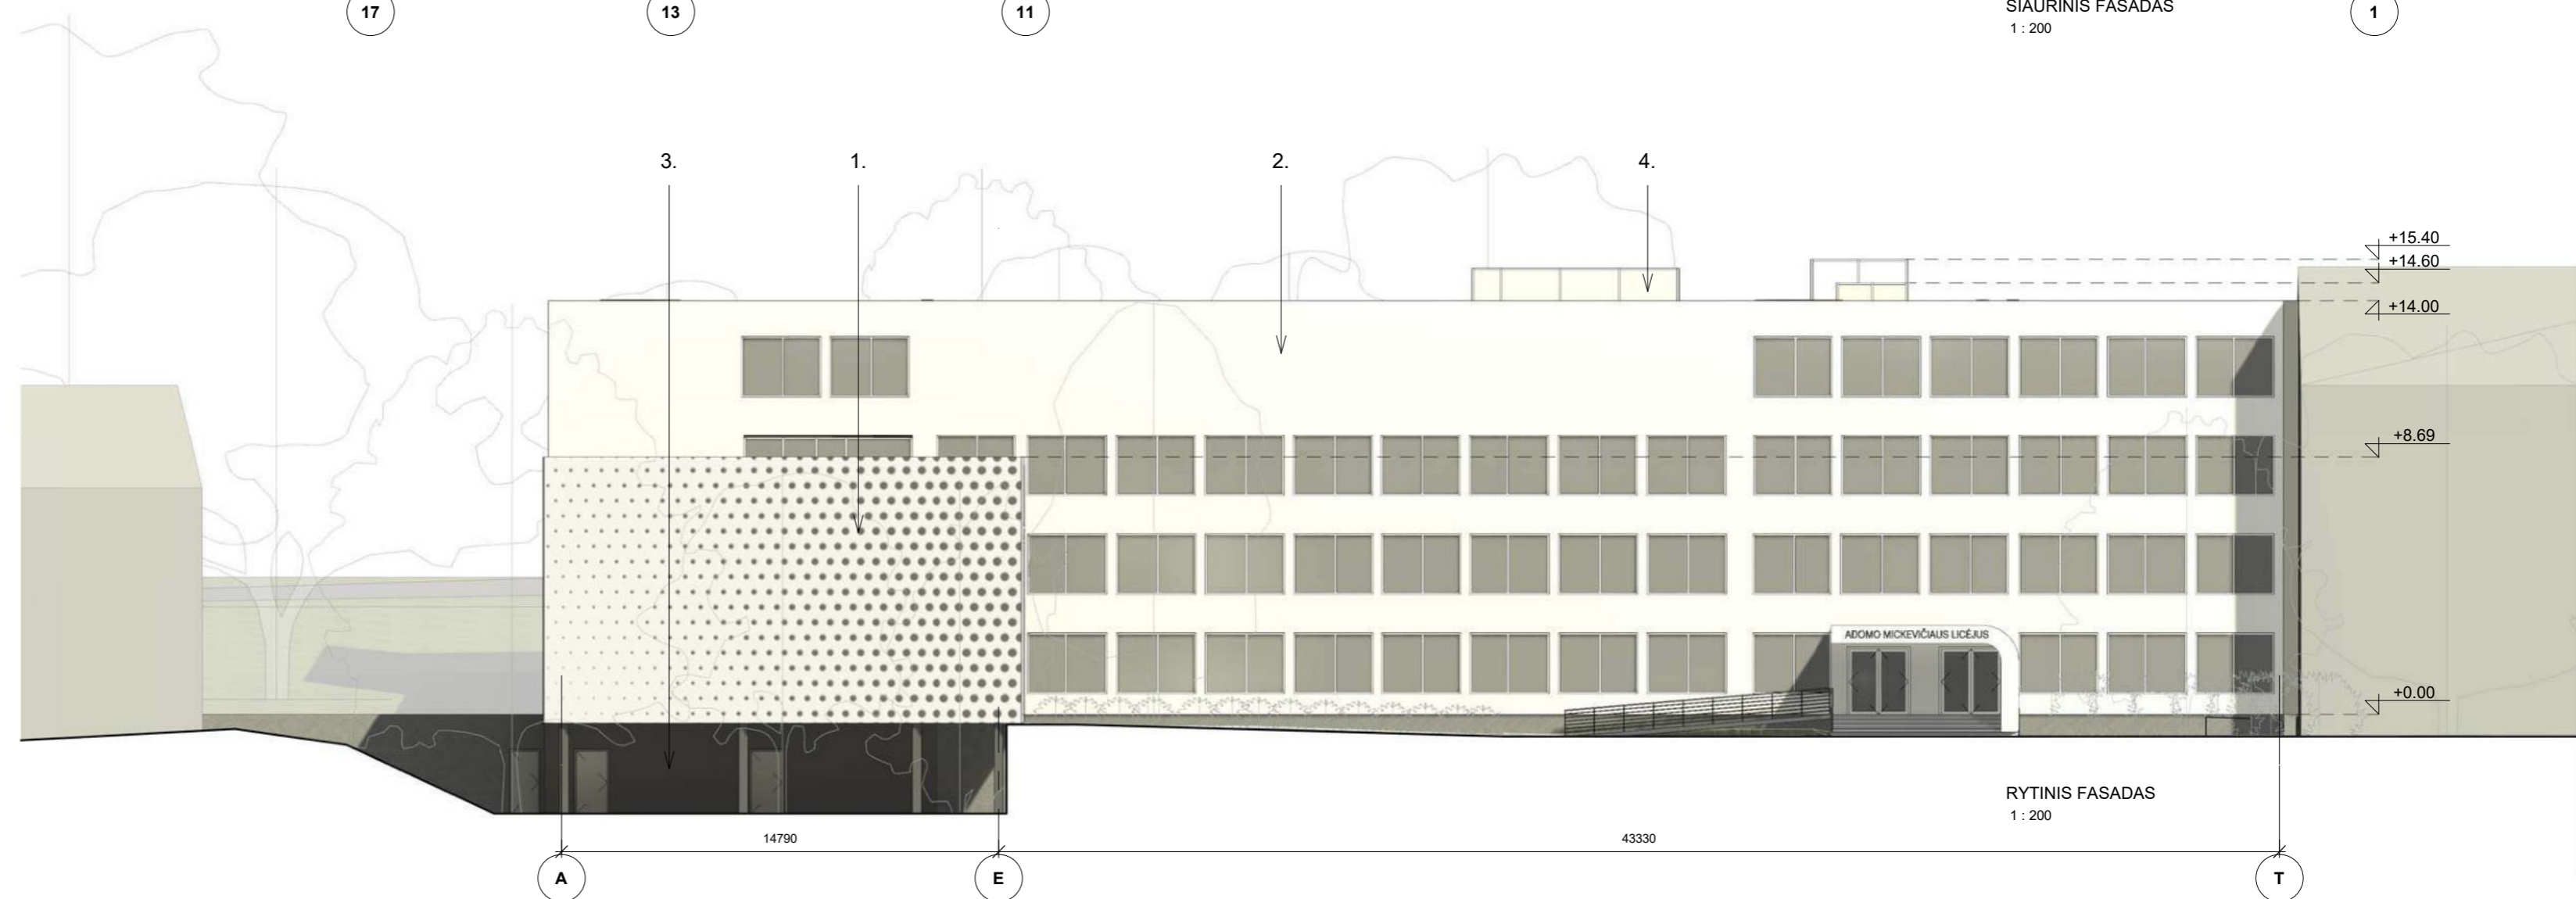 17
13
11
1
ŠIAURINIS FASADAS
1 : 200
3.
1.
2.
4.
+15.40
+14.60
+14.00
+8.69
ADOMO MICKEVIČIAUS LICĖJUS
+0.00
RYTINIS FASADAS
1 : 200
14790
43330
A
E
T